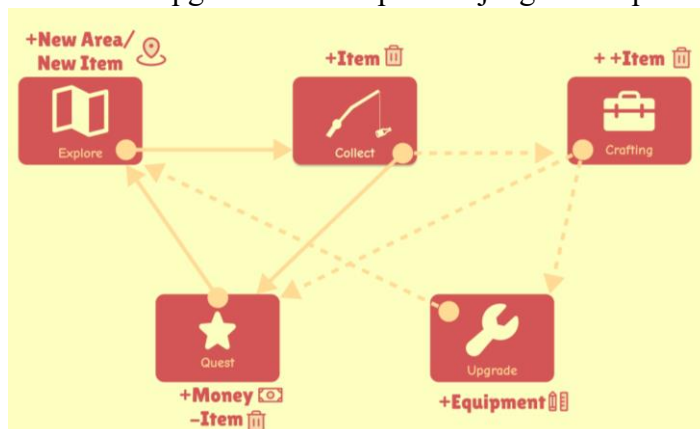 +New Area/
New Item
+Item
+ +Item
Explore
Collect
Crafting
Quest
Upgrade
+Money
-Item
+Equipment